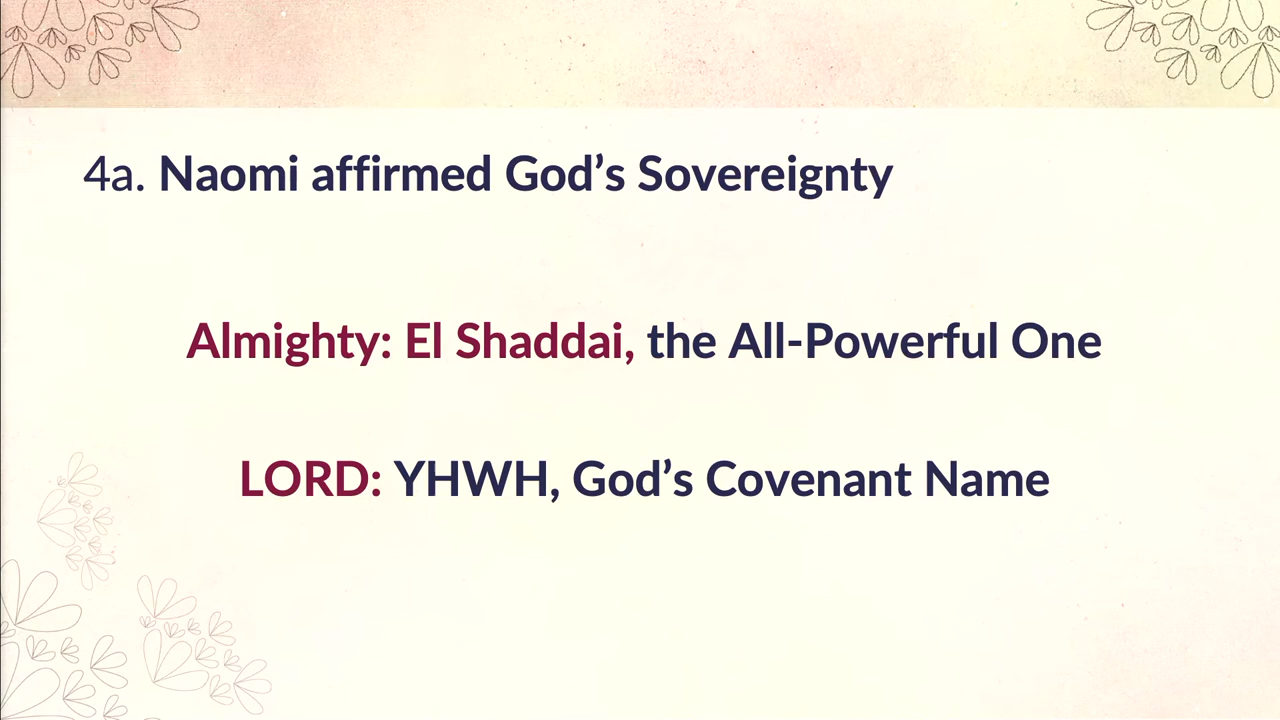 4a. Naomi affirmed God’s Sovereignty
Almighty: El Shaddai, the All-Powerful One
LORD: YHWH, God’s Covenant Name